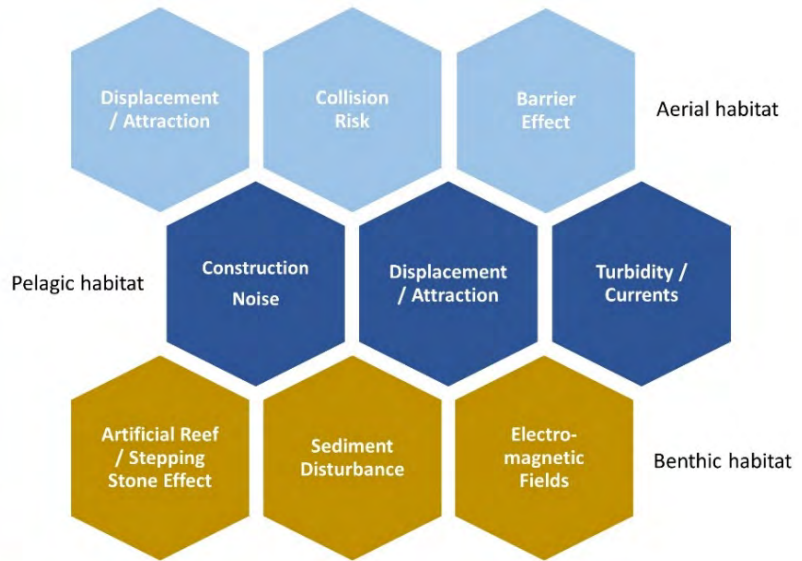 Displacement
/ Attraction
Collision
Risk
Barrier
Effect
Aerial habitat
Pelagic habitat
Construction
Noise
Displacement
/ Attraction
Turbidity /
Currents
Artificial Reef
/ Stepping
Stone Effect
Sediment
Disturbance
Electro-
magnetic
Fields
Benthic habitat